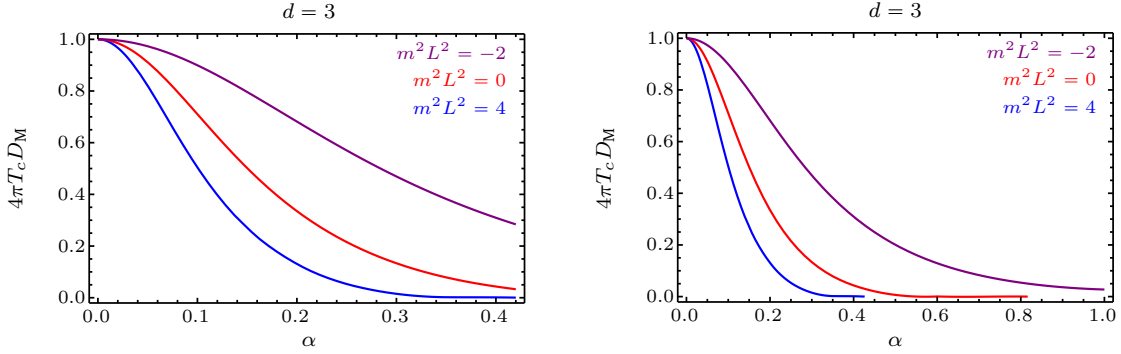 d = 3
m²L² = −2
m²L² = 0
m²L² = 4
1.0
0.8
0.6
0.4
0.2
0.0
4πT_c D_M
0.0 0.1 0.2 0.3 0.4
α
d = 3
m²L² = −2
m²L² = 0
m²L² = 4
1.0
0.8
0.6
0.4
0.2
0.0
4πT_c D_M
0.0 0.2 0.4 0.6 0.8 1.0
α